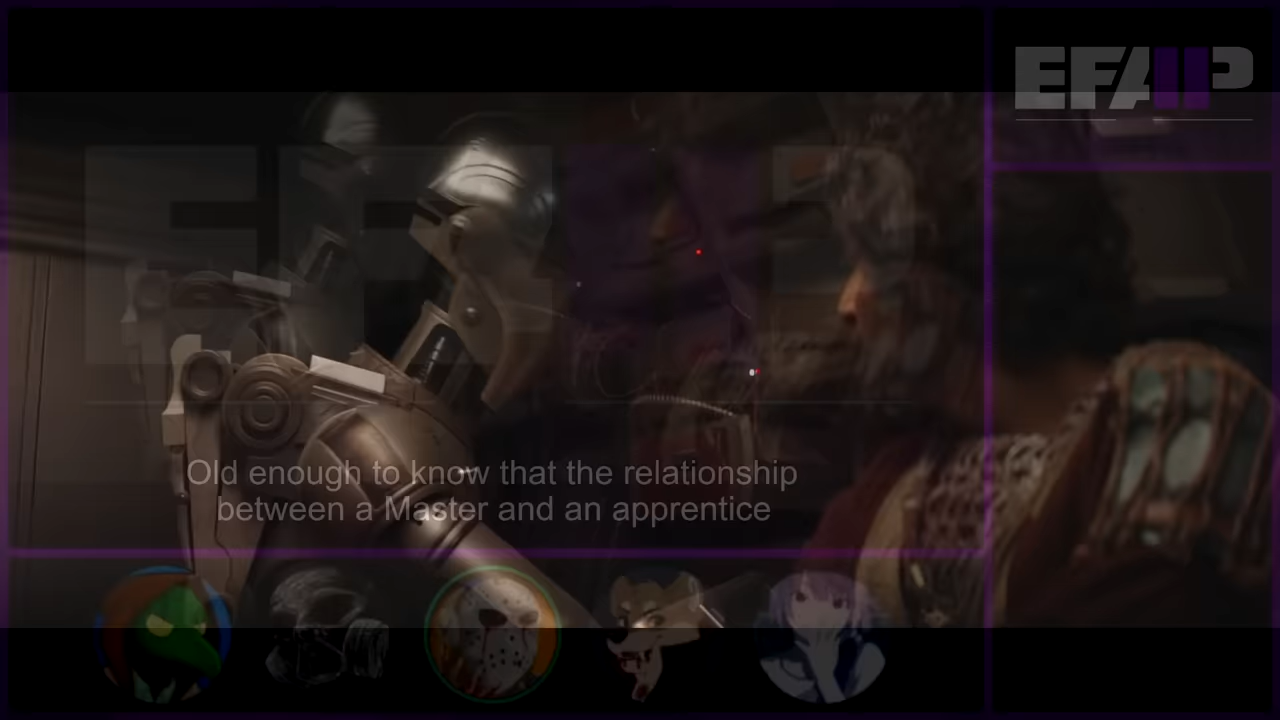 EFAP
Old enough to know that the relationship
between a Master and an apprentice